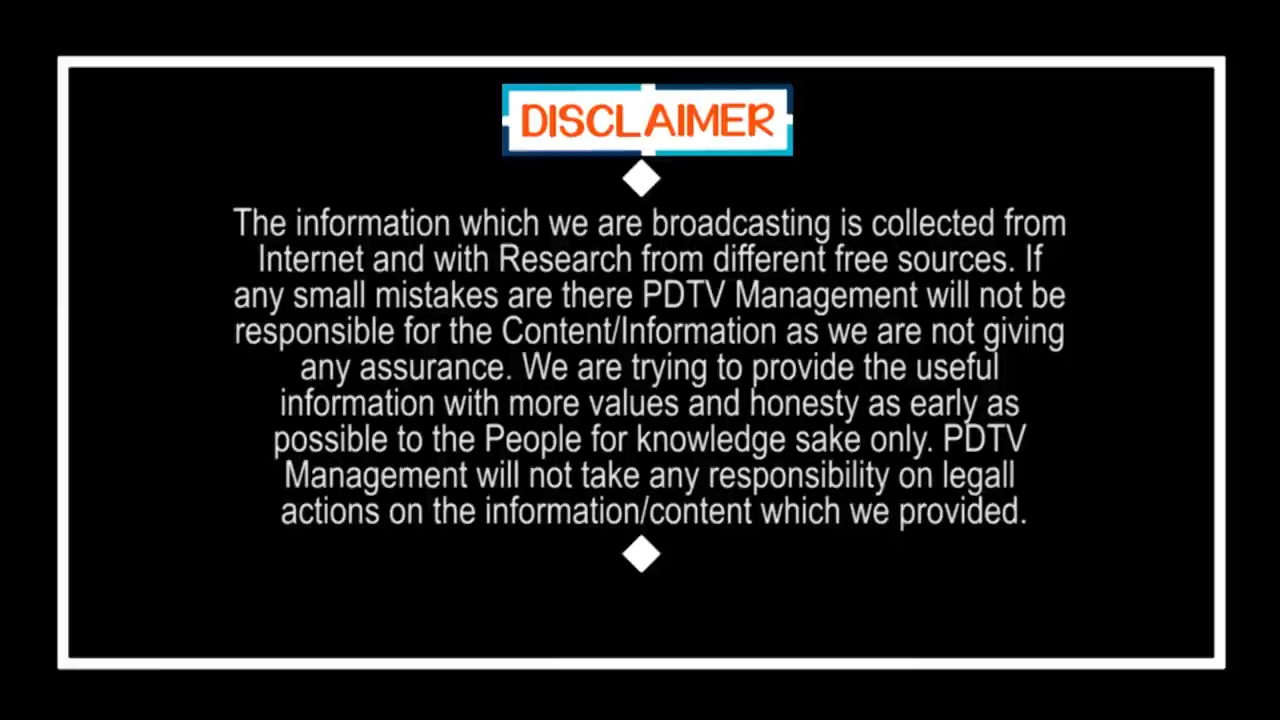 DISCLAIMER
The information which we are broadcasting is collected from
Internet and with Research from different free sources. If
any small mistakes are there PDTV Management will not be
responsible for the Content/Information as we are not giving
any assurance. We are trying to provide the useful
information with more values and honesty as early as
possible to the People for knowledge sake only. PDTV
Management will not take any responsibility on legall
actions on the information/content which we provided.